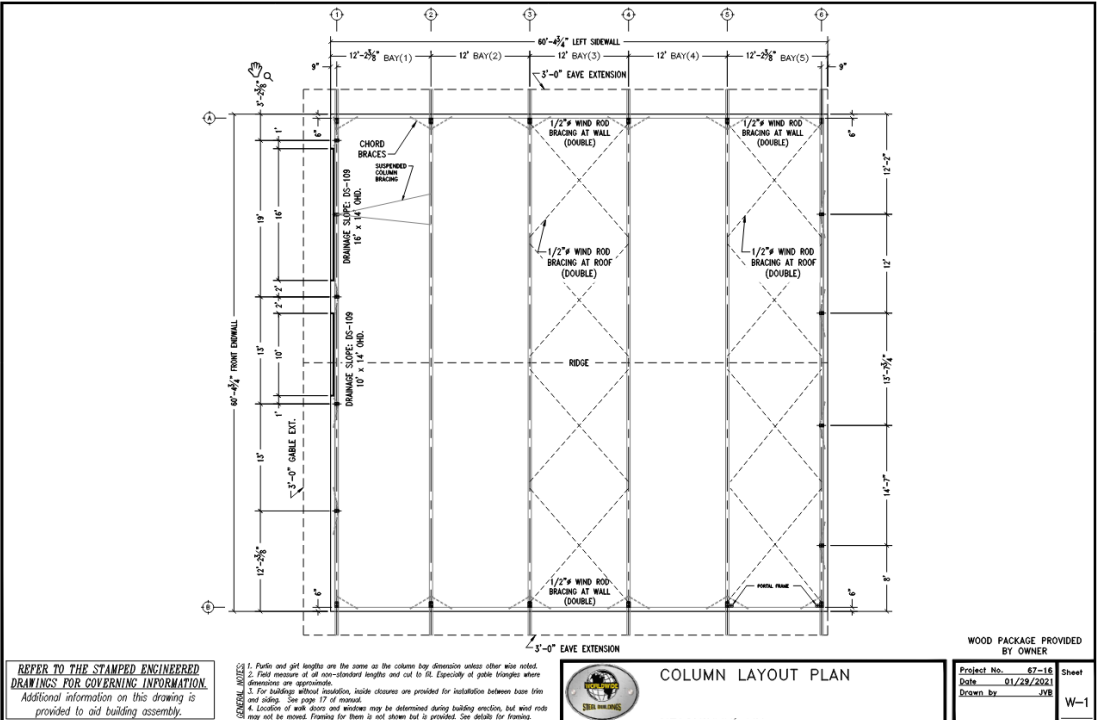 1 2 3 4 5 6
60'-4¾" LEFT SIDEWALL
12'-2⅜" BAY(1) 12' BAY(2) 12' BAY(3) 12' BAY(4) 12'-2⅜" BAY(5)
9" 9"
3'-0" EAVE EXTENSION
3'-2⅜"
A
1'
6"
CHORD
BRACES
SUSPENDED
COLUMN
BRACING
1/2"ø WIND ROD
BRACING AT WALL
(DOUBLE)
1/2"ø WIND ROD
BRACING AT WALL
(DOUBLE)
6"
12'-2"
19'
16'
DRAINAGE SLOPE: DS-109
16' x 14' OHD.
1/2"ø WIND ROD
BRACING AT ROOF
(DOUBLE)
1/2"ø WIND ROD
BRACING AT ROOF
(DOUBLE)
12'
2'
2'
60'-4¾" FRONT ENDWALL
13'
10'
DRAINAGE SLOPE: DS-109
10' x 14' OHD.
RIDGE
13'-7¾"
1'
3'-0" GABLE EXT.
13'
14'-7"
12'-2⅜"
6"
1/2"ø WIND ROD
BRACING AT WALL
(DOUBLE)
PORTAL FRAME
8'
6"
B
3'-0" EAVE EXTENSION
WOOD PACKAGE PROVIDED
BY OWNER
REFER TO THE STAMPED ENGINEERED
DRAWINGS FOR GOVERNING INFORMATION.
Additional information on this drawing is
provided to aid building assembly.
GENERAL NOTES:
1. Purlin and girt lengths are the same as the column bay dimension unless other wise noted.
2. Field measure at all non-standard lengths and cut to fit. Especially at gable triangles where
dimensions are approximate.
3. For buildings without insulation, inside closures are provided for installation between base trim
and siding. See page 17 of manual.
4. Location of walk doors and windows may be determined during building erection, but wind rods
may not be moved. Framing for them is not shown but is provided. See details for framing.
WORLDWIDE
STEEL BUILDINGS
COLUMN LAYOUT PLAN
Project No. 67-16
Date 01/29/2021
Drawn by JVB
Sheet
W-1